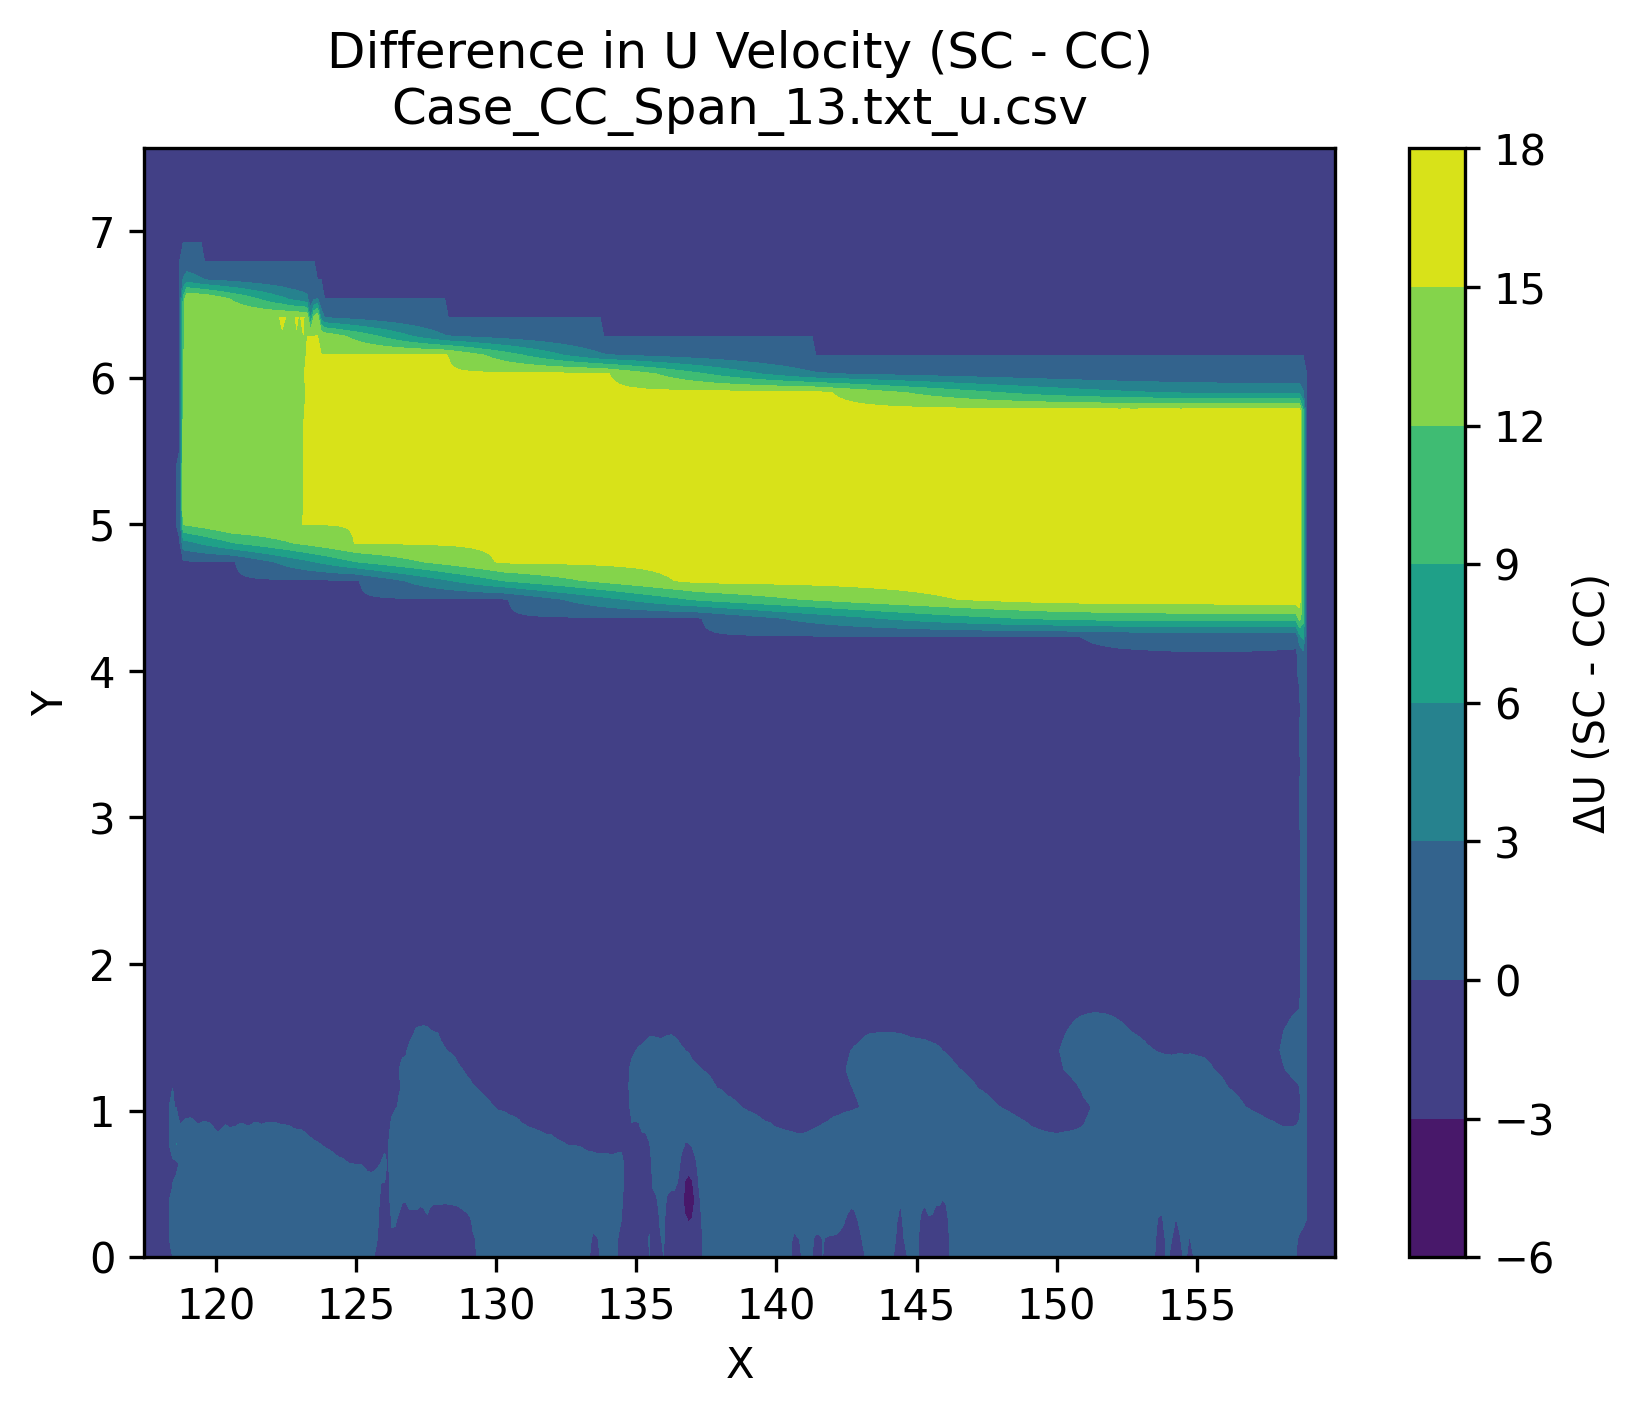 Difference in U Velocity (SC - CC)
Case_CC_Span_13.txt_u.csv
7
6
5
4
3
2
1
0
Y
120 125 130 135 140 145 150 155
X
18
15
12
9
6
3
0
−3
−6
ΔU (SC - CC)